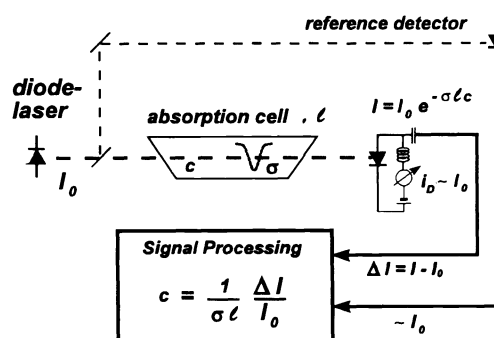 reference detector
diode-
laser
absorption cell , ℓ
I = I₀ e^-σℓc
I₀
c
σ
i_D ~ I₀
Signal Processing
c = 1/σℓ ΔI/I₀
ΔI = I - I₀
~ I₀